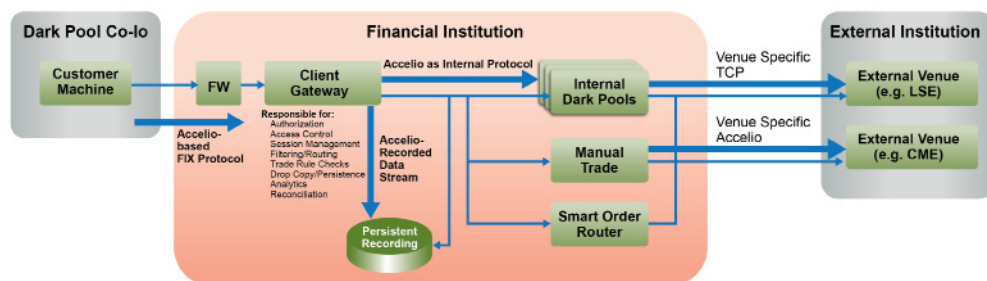 Dark Pool Co-lo
Customer
Machine
Accelio-
based
FIX Protocol
Financial Institution
FW
Client
Gateway
Responsible for:
Authorization
Access Control
Session Management
Filtering/Routing
Trade Rule Checks
Drop Copy/Persistence
Analytics
Reconciliation
Accelio as Internal Protocol
Accelio-
Recorded
Data
Stream
Persistent
Recording
Internal
Dark Pools
Manual
Trade
Smart Order
Router
Venue Specific
TCP
Venue Specific
Accelio
External Institution
External Venue
(e.g. LSE)
External Venue
(e.g. CME)